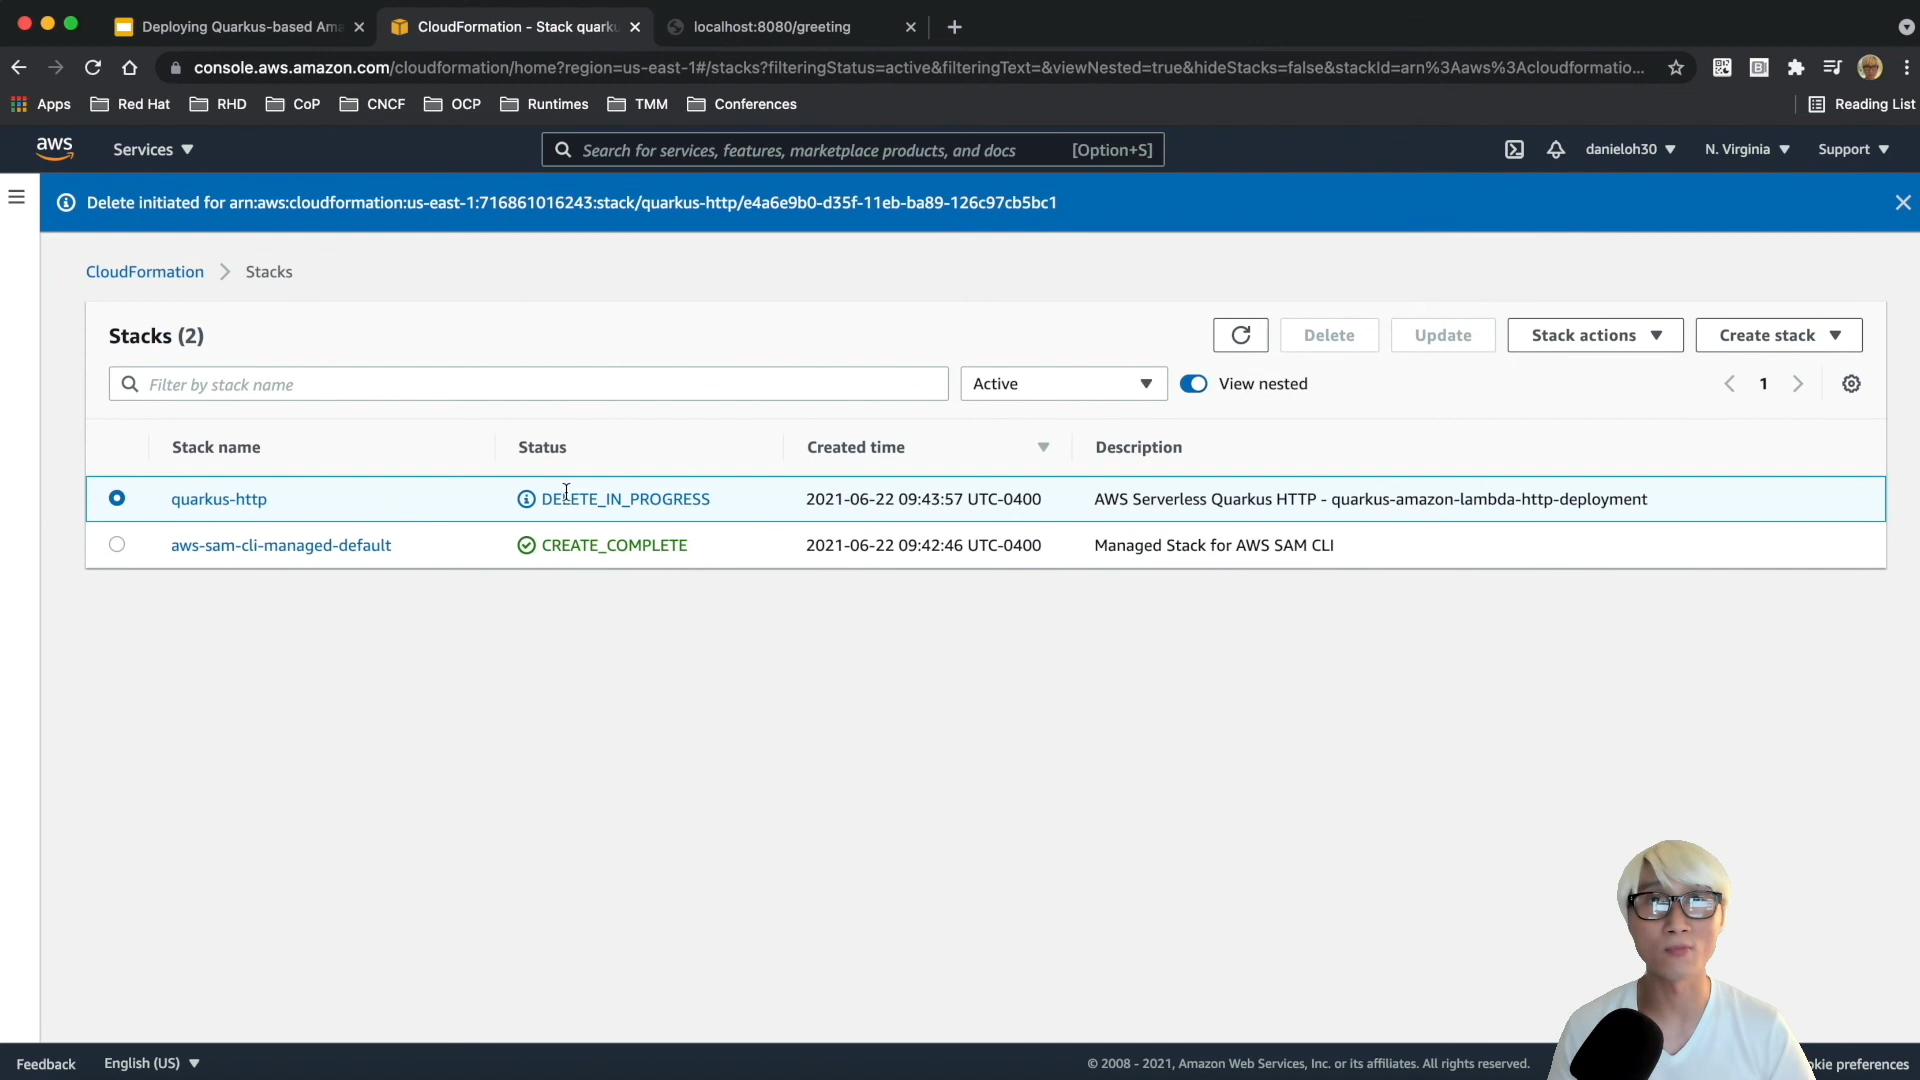 Deploying Quarkus-based Ama
CloudFormation - Stack quarku
localhost:8080/greeting
console.aws.amazon.com/cloudformation/home?region=us-east-1#/stacks?filteringStatus=active&filteringText=&viewNested=true&hideStacks=false&stackId=arn%3Aaws%3Acloudformatio...
Apps Red Hat RHD CoP CNCF OCP Runtimes TMM Conferences Reading List
aws Services Search for services, features, marketplace products, and docs [Option+S] danieloh30 N. Virginia Support
Delete initiated for arn:aws:cloudformation:us-east-1:716861016243:stack/quarkus-http/e4a6e9b0-d35f-11eb-ba89-126c97cb5bc1
CloudFormation Stacks
Stacks (2) Delete Update Stack actions Create stack
Filter by stack name Active View nested 1
Stack name Status Created time Description
quarkus-http DELETE_IN_PROGRESS 2021-06-22 09:43:57 UTC-0400 AWS Serverless Quarkus HTTP - quarkus-amazon-lambda-http-deployment
aws-sam-cli-managed-default CREATE_COMPLETE 2021-06-22 09:42:46 UTC-0400 Managed Stack for AWS SAM CLI
Feedback English (US) © 2008 - 2021, Amazon Web Services, Inc. or its affiliates. All rights reserved. okie preferences